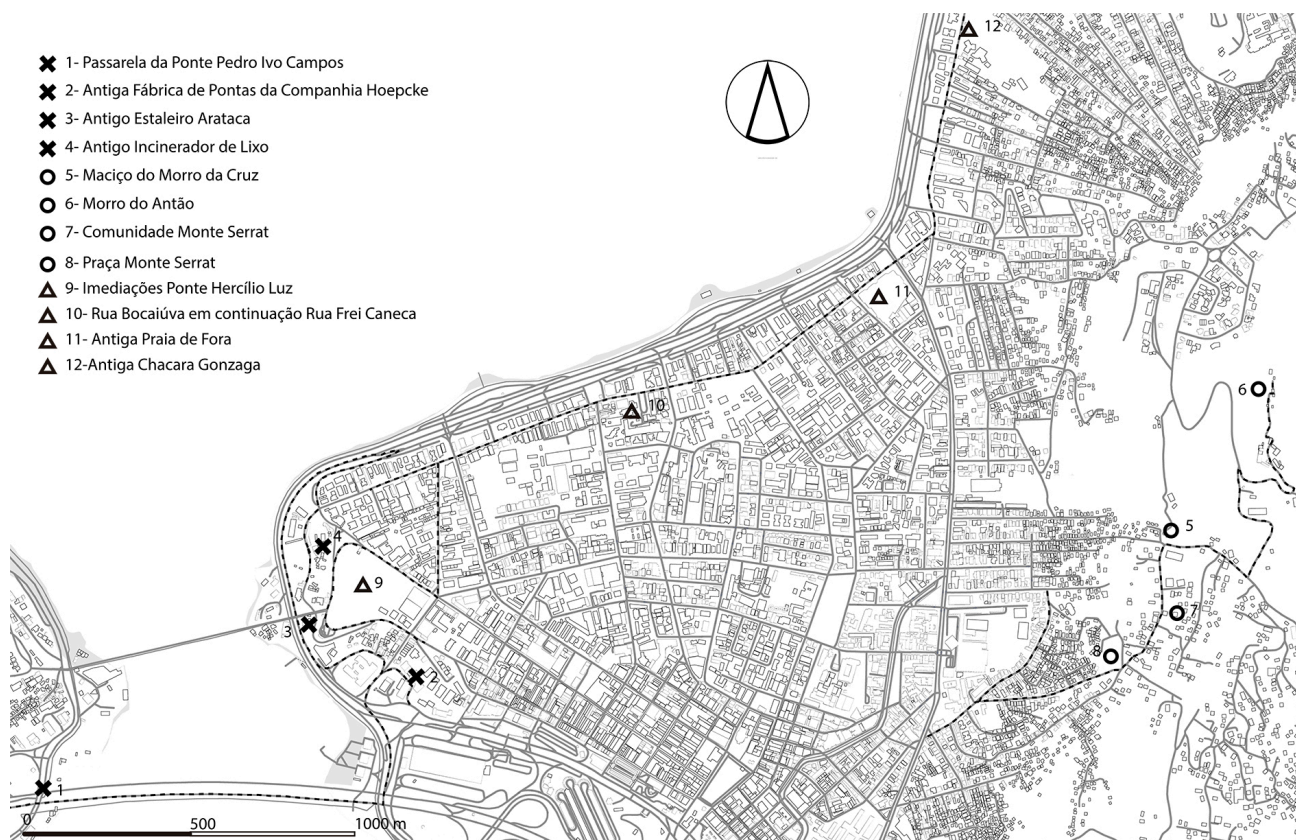 1- Passarela da Ponte Pedro Ivo Campos
2- Antiga Fábrica de Pontas da Companhia Hoepcke
3- Antigo Estaleiro Arataca
4- Antigo Incinerador de Lixo
5- Maciço do Morro da Cruz
6- Morro do Antão
7- Comunidade Monte Serrat
8- Praça Monte Serrat
9- Imediações Ponte Hercílio Luz
10- Rua Bocaiúva em continuação Rua Frei Caneca
11- Antiga Praia de Fora
12-Antiga Chacara Gonzaga
12
11
6
10
5
4
9
7
3
8
2
1
0 500 1000 m